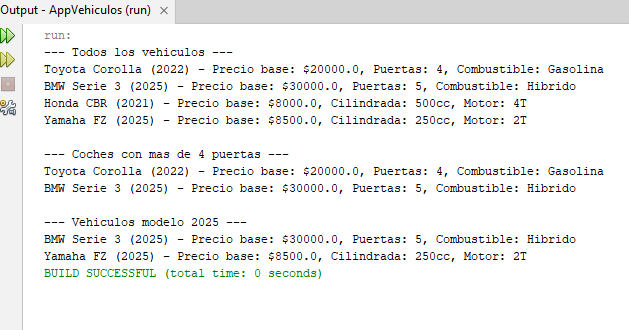 Output - AppVehiculos (run)
run:
--- Todos los vehiculos ---
Toyota Corolla (2022) - Precio base: $20000.0, Puertas: 4, Combustible: Gasolina
BMW Serie 3 (2025) - Precio base: $30000.0, Puertas: 5, Combustible: Hibrido
Honda CBR (2021) - Precio base: $8000.0, Cilindrada: 500cc, Motor: 4T
Yamaha FZ (2025) - Precio base: $8500.0, Cilindrada: 250cc, Motor: 2T
--- Coches con mas de 4 puertas ---
Toyota Corolla (2022) - Precio base: $20000.0, Puertas: 4, Combustible: Gasolina
BMW Serie 3 (2025) - Precio base: $30000.0, Puertas: 5, Combustible: Hibrido
--- Vehiculos modelo 2025 ---
BMW Serie 3 (2025) - Precio base: $30000.0, Puertas: 5, Combustible: Hibrido
Yamaha FZ (2025) - Precio base: $8500.0, Cilindrada: 250cc, Motor: 2T
BUILD SUCCESSFUL (total time: 0 seconds)